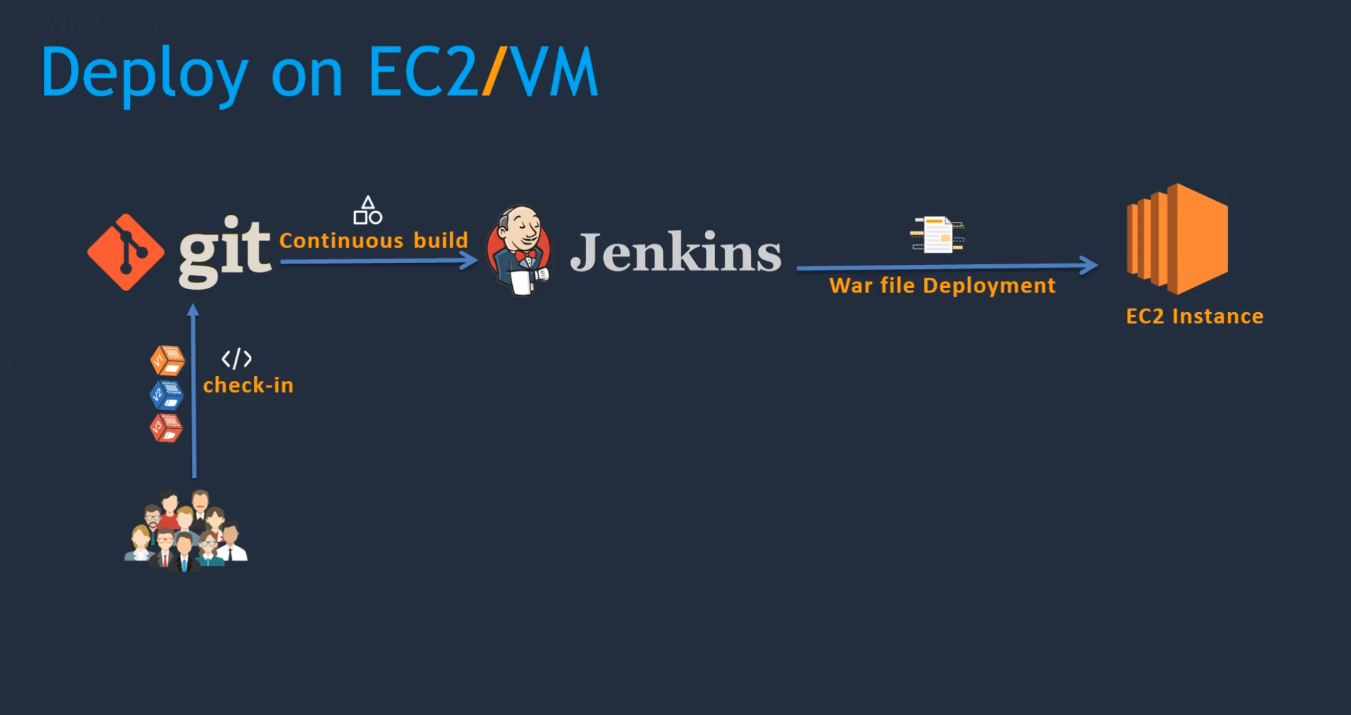 2. What do we cover
Deploy on EC2/VM
git
Continuous build
Jenkins
War file Deployment
EC2 Instance
V1
</> check-in
V2
V3